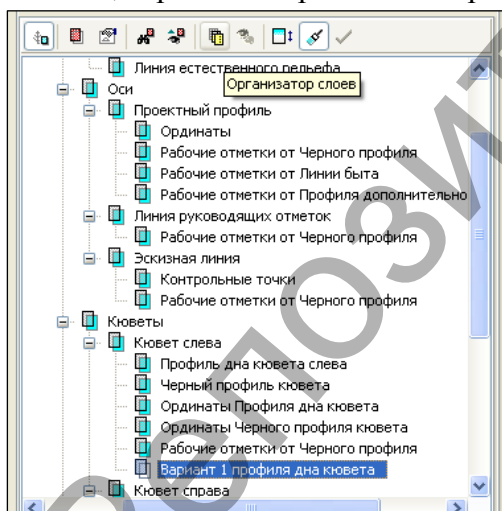 Линия естественного рельефа
Организатор слоев
Оси
Проектный профиль
Ординаты
Рабочие отметки от Черного профиля
Рабочие отметки от Линии быта
Рабочие отметки от Профиля дополнительно
Линия руководящих отметок
Рабочие отметки от Черного профиля
Эскизная линия
Контрольные точки
Рабочие отметки от Черного профиля
Кюветы
Кювет слева
Профиль дна кювета слева
Черный профиль кювета
Ординаты Профиля дна кювета
Ординаты Черного профиля кювета
Рабочие отметки от Черного профиля
Вариант 1 профиля дна кювета
Кювет справа